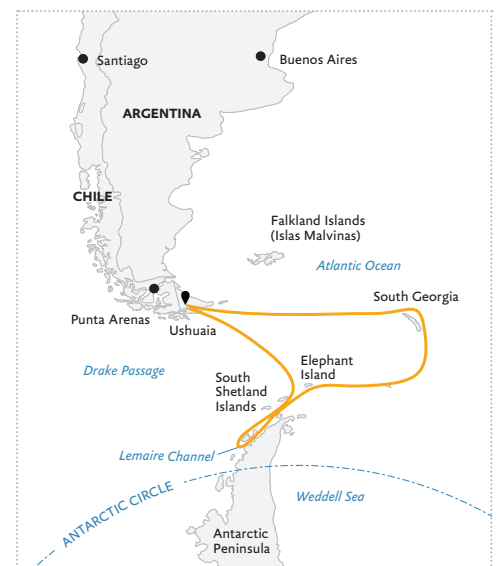 Santiago
Buenos Aires
ARGENTINA
CHILE
Falkland Islands
(Islas Malvinas)
Atlantic Ocean
South Georgia
Punta Arenas
Ushuaia
Drake Passage
Elephant
Island
South
Shetland
Islands
Lemaire Channel
ANTARCTIC CIRCLE
Weddell Sea
Antarctic
Peninsula